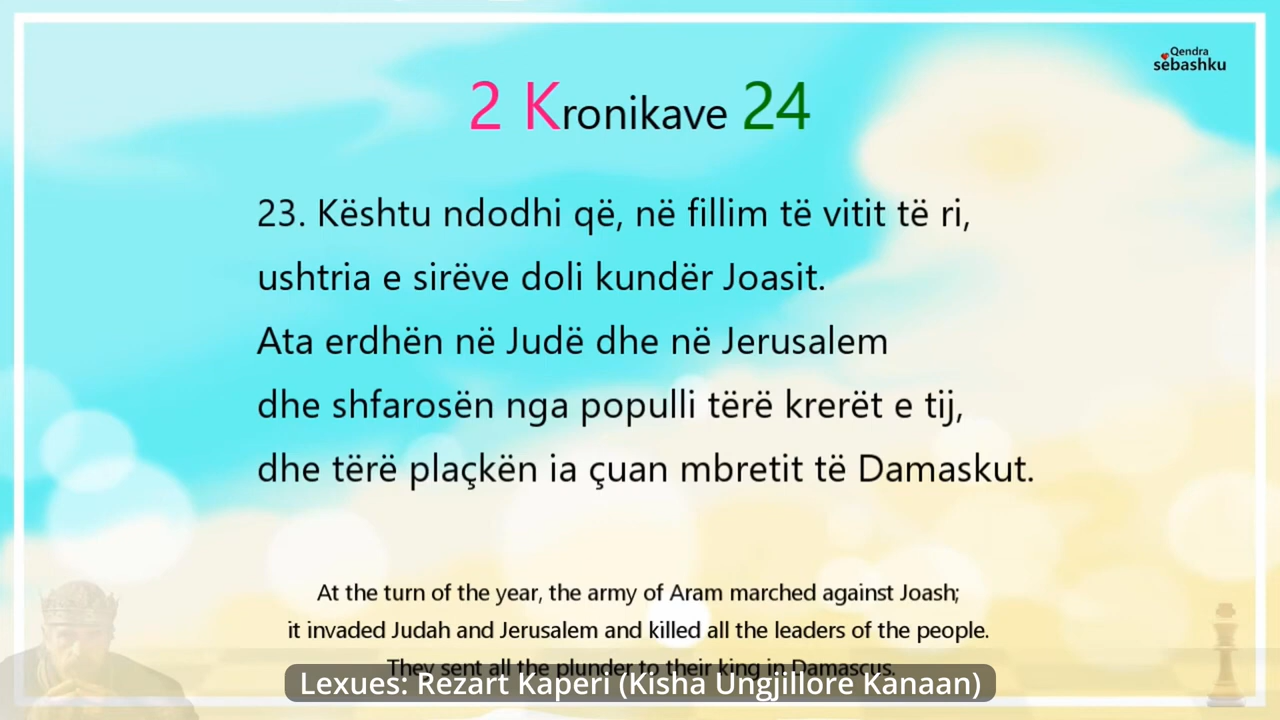 Qendra
sëbashku
2 Kronikave 24
23. Kështu ndodhi që, në fillim të vitit të ri,
ushtria e sirëve doli kundër Joasit.
Ata erdhën në Judë dhe në Jerusalem
dhe shfarosën nga populli tërë krerët e tij,
dhe tërë plaçkën ia çuan mbretit të Damaskut.
At the turn of the year, the army of Aram marched against Joash;
it invaded Judah and Jerusalem and killed all the leaders of the people.
They sent all the plunder to their king in Damascus.
Lexues: Rezart Kaperi (Kisha Ungjillore Kanaan)